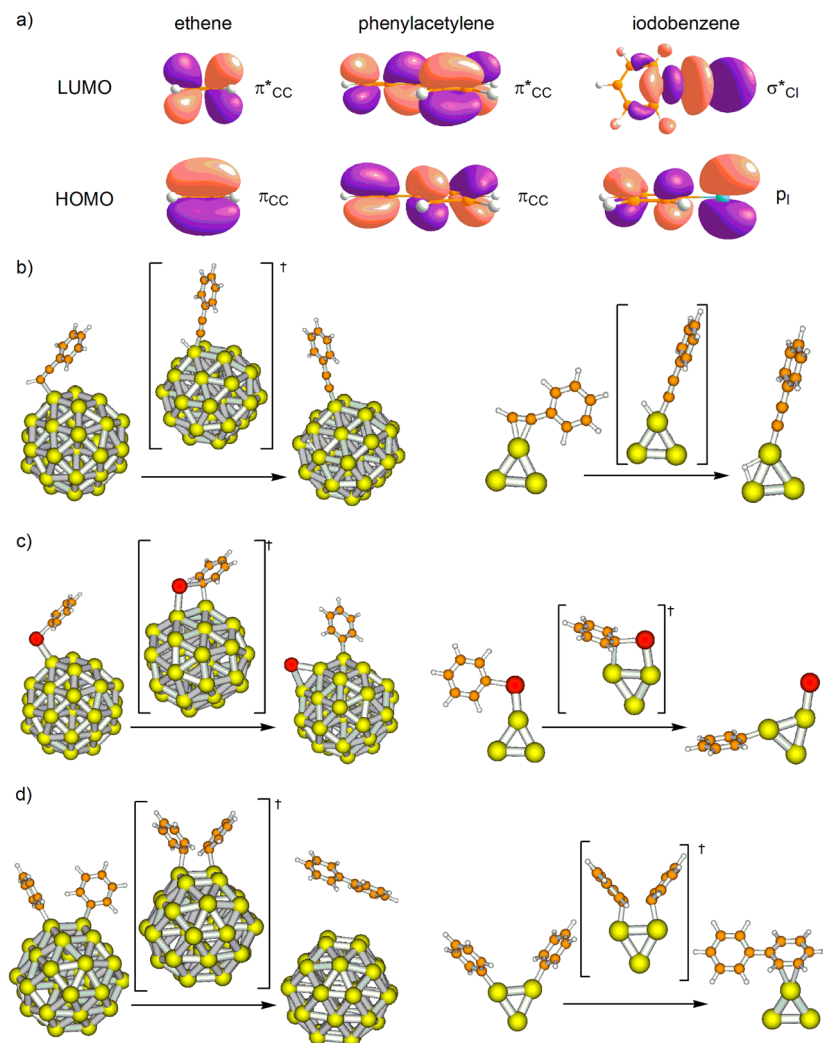 a)
ethene phenylacetylene iodobenzene
LUMO π*CC π*CC σ*CI
HOMO πCC πCC pI
b)
†
c)
† †
d)
† †